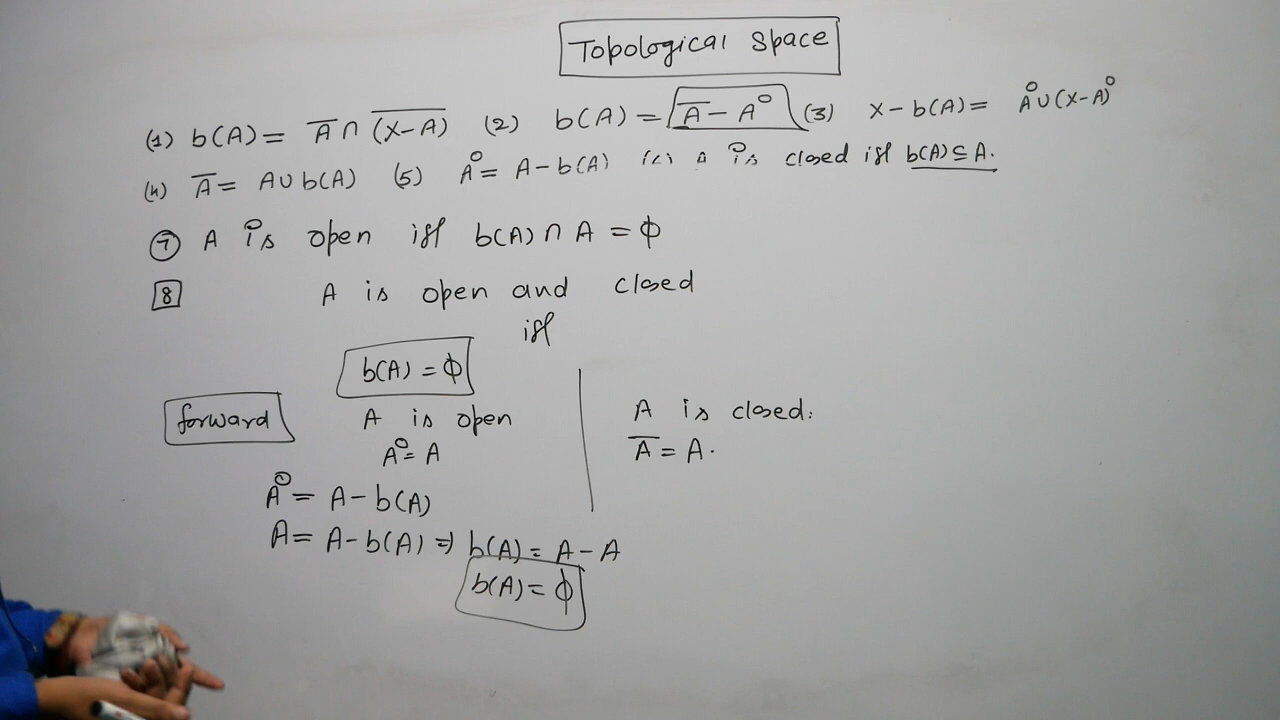 Topological Space
(1) b(A) = A̅ ∩ (X-A)̅ (2) b(A) = A̅ - A° (3) X - b(A) = A° ∪ (X-A)°
(4) A̅ = A ∪ b(A) (5) A° = A - b(A) is closed iff b(A) ⊆ A.
⑦ A is open iff b(A) ∩ A = ϕ
8 A is open and closed
iff
b(A) = ϕ
forward A is open
A° = A
A° = A - b(A)
A = A - b(A) ⇒ b(A) = A - A
b(A) = ϕ
A is closed.
A̅ = A.